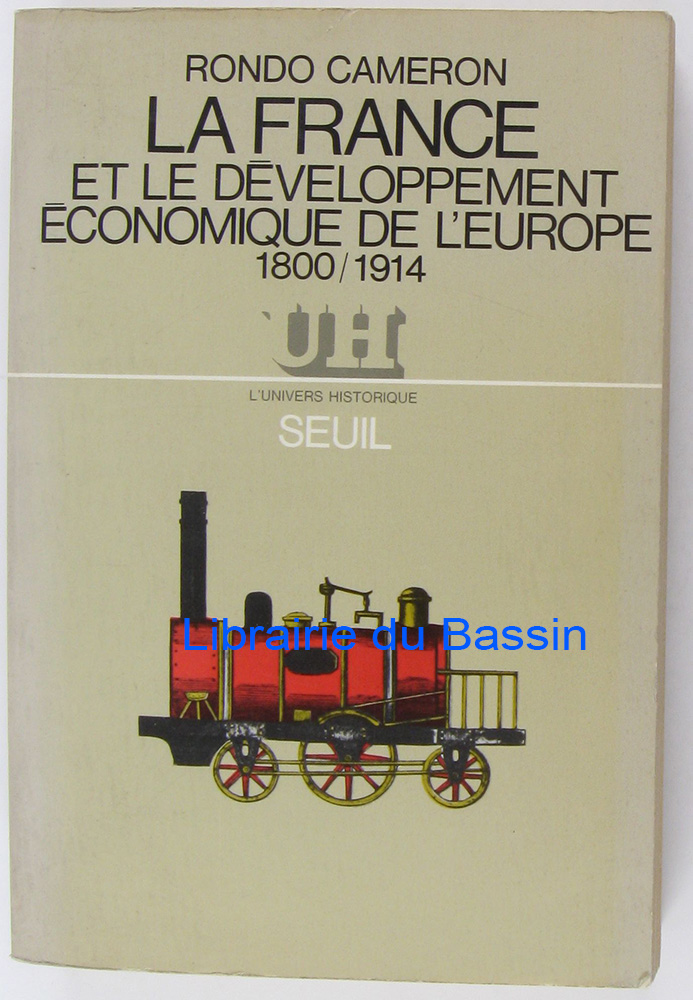 RONDO CAMERON
LA FRANCE
ET LE DÉVELOPPEMENT
ÉCONOMIQUE DE L'EUROPE
1800/1914
UH
L'UNIVERS HISTORIQUE
SEUIL
Librairie du Bassin